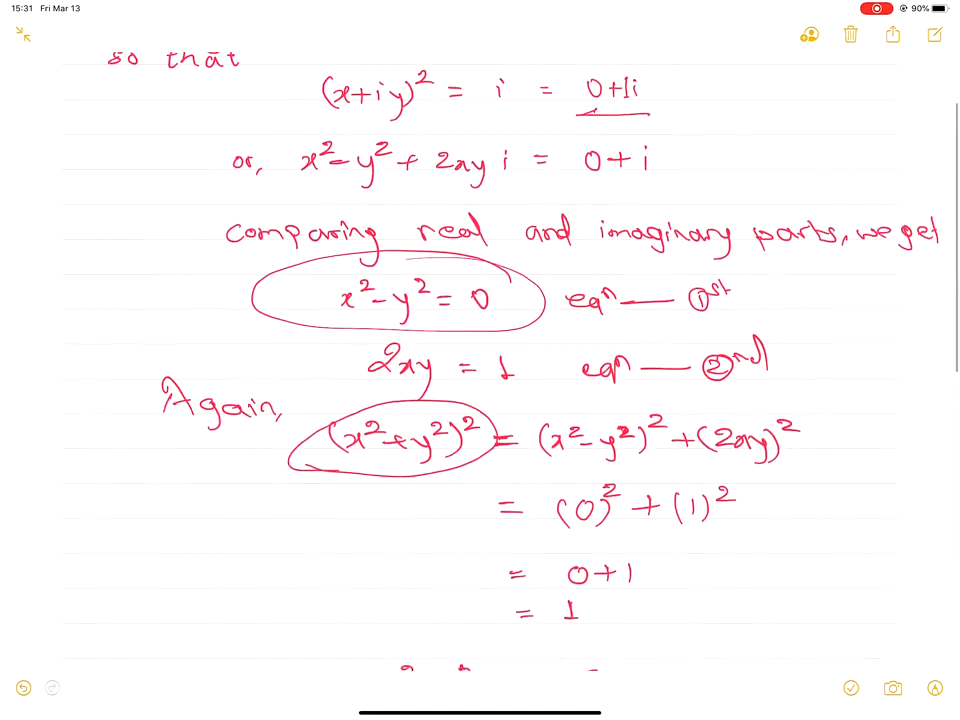 15:31 Fri Mar 13 90%
so that
(x+iy)² = i = 0+1i
or, x²-y²+2xyi = 0+i
comparing real and imaginary parts, we get
x²-y²=0 eqn — ①st
2xy = 1 eqn — ②nd
Again,
(x²+y²)² = (x²-y²)²+(2xy)²
= (0)²+(1)²
= 0+1
= 1